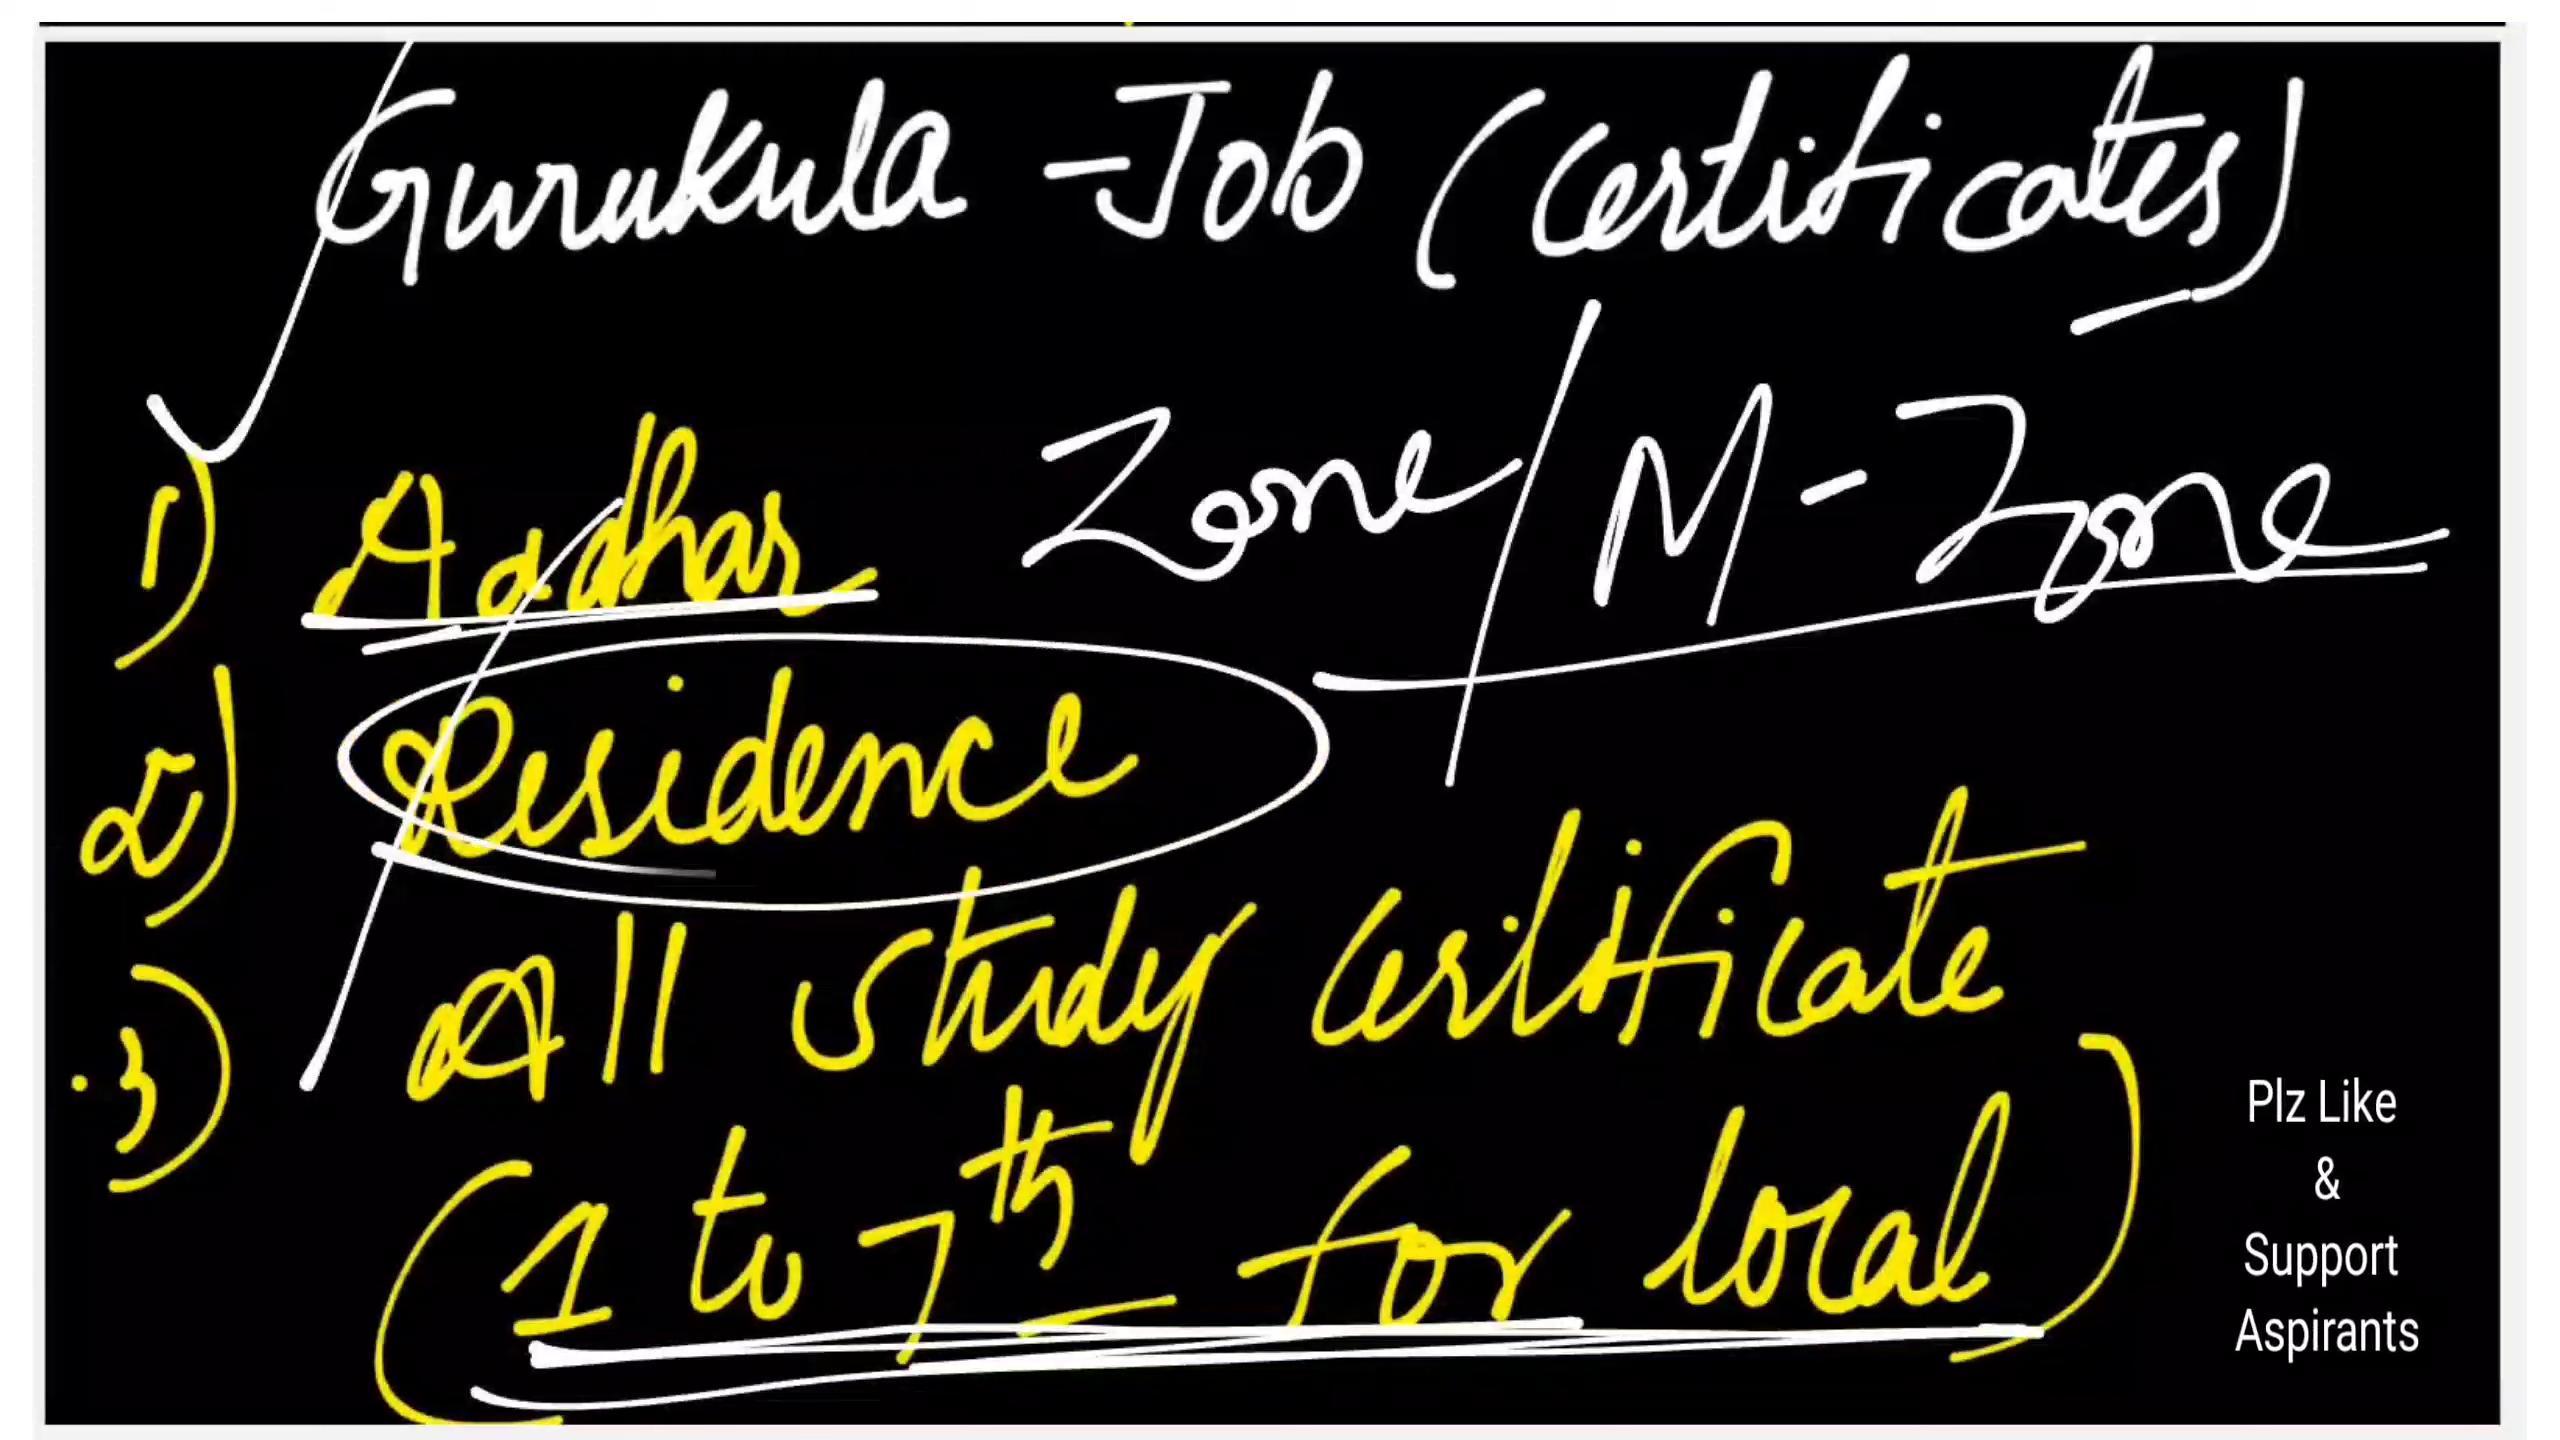 Gurukula - Job (Certificates)
1) Aadhar Zone / M - Zone
2) Residence
3) All study certificate
(1 to 7th for local)
Plz Like
&
Support
Aspirants